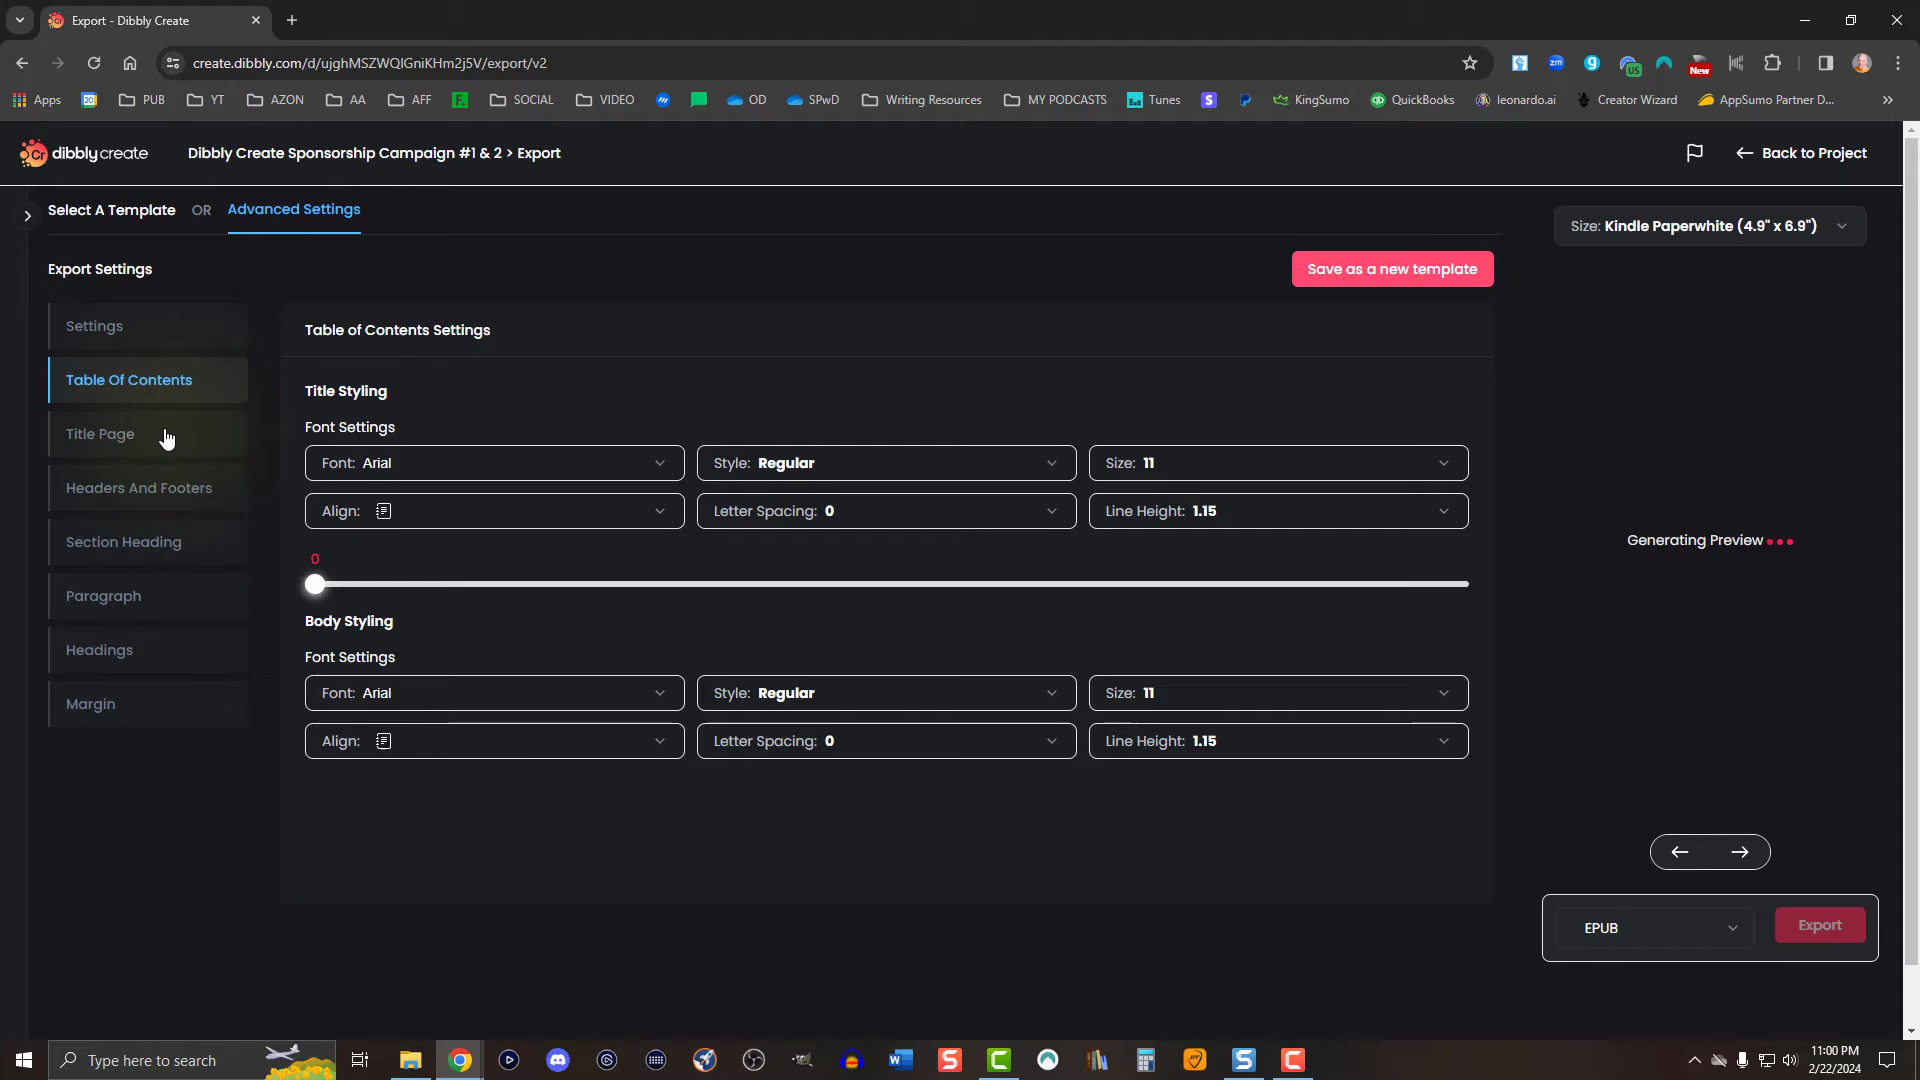 Export - Dibbly Create
create.dibbly.com/d/ujghMSZWQIGniKHm2j5V/export/v2
US
New
Apps
20
PUB
YT
AZON
AA
AFF
SOCIAL
VIDEO
OD
SPwD
Writing Resources
MY PODCASTS
Tunes
KingSumo
QuickBooks
leonardo.ai
Creator Wizard
AppSumo Partner D...
Cr dibblycreate
Dibbly Create Sponsorship Campaign #1 & 2 > Export
Back to Project
Select A Template OR Advanced Settings
Size: Kindle Paperwhite (4.9" x 6.9")
Export Settings
Save as a new template
Settings
Table Of Contents
Title Page
Headers And Footers
Section Heading
Paragraph
Headings
Margin
Table of Contents Settings
Title Styling
Font Settings
Font: Arial
Style: Regular
Size: 11
Align:
Letter Spacing: 0
Line Height: 1.15
0
Body Styling
Font Settings
Font: Arial
Style: Regular
Size: 11
Align:
Letter Spacing: 0
Line Height: 1.15
Generating Preview
EPUB
Export
Type here to search
11:00 PM
2/22/2024